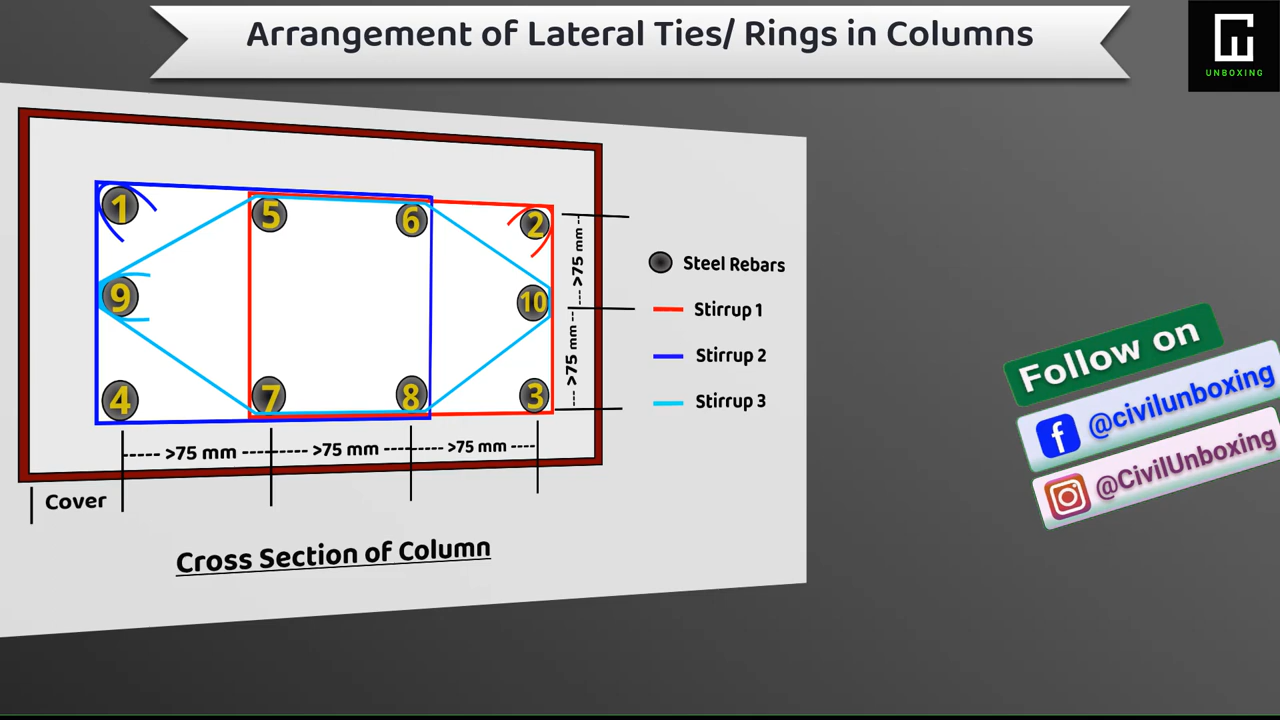 Arrangement of Lateral Ties/ Rings in Columns
UNBOXING
1
5
6
2
9
10
4
7
8
3
>75 mm
>75 mm
>75 mm
>75 mm
>75 mm
Cover
Cross Section of Column
Steel Rebars
Stirrup 1
Stirrup 2
Stirrup 3
Follow on
@civilunboxing
@CivilUnboxing